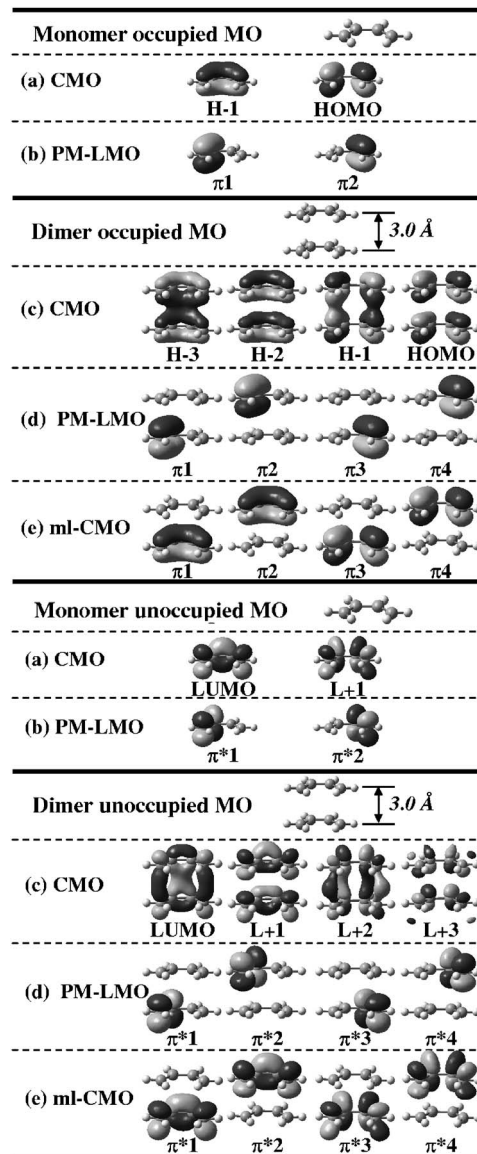 Monomer occupied MO
(a) CMO
H-1 HOMO
(b) PM-LMO
π1 π2
Dimer occupied MO 3.0 Å
(c) CMO
H-3 H-2 H-1 HOMO
(d) PM-LMO
π1 π2 π3 π4
(e) ml-CMO
π1 π2 π3 π4
Monomer unoccupied MO
(a) CMO
LUMO L+1
(b) PM-LMO
π*1 π*2
Dimer unoccupied MO 3.0 Å
(c) CMO
LUMO L+1 L+2 L+3
(d) PM-LMO
π*1 π*2 π*3 π*4
(e) ml-CMO
π*1 π*2 π*3 π*4